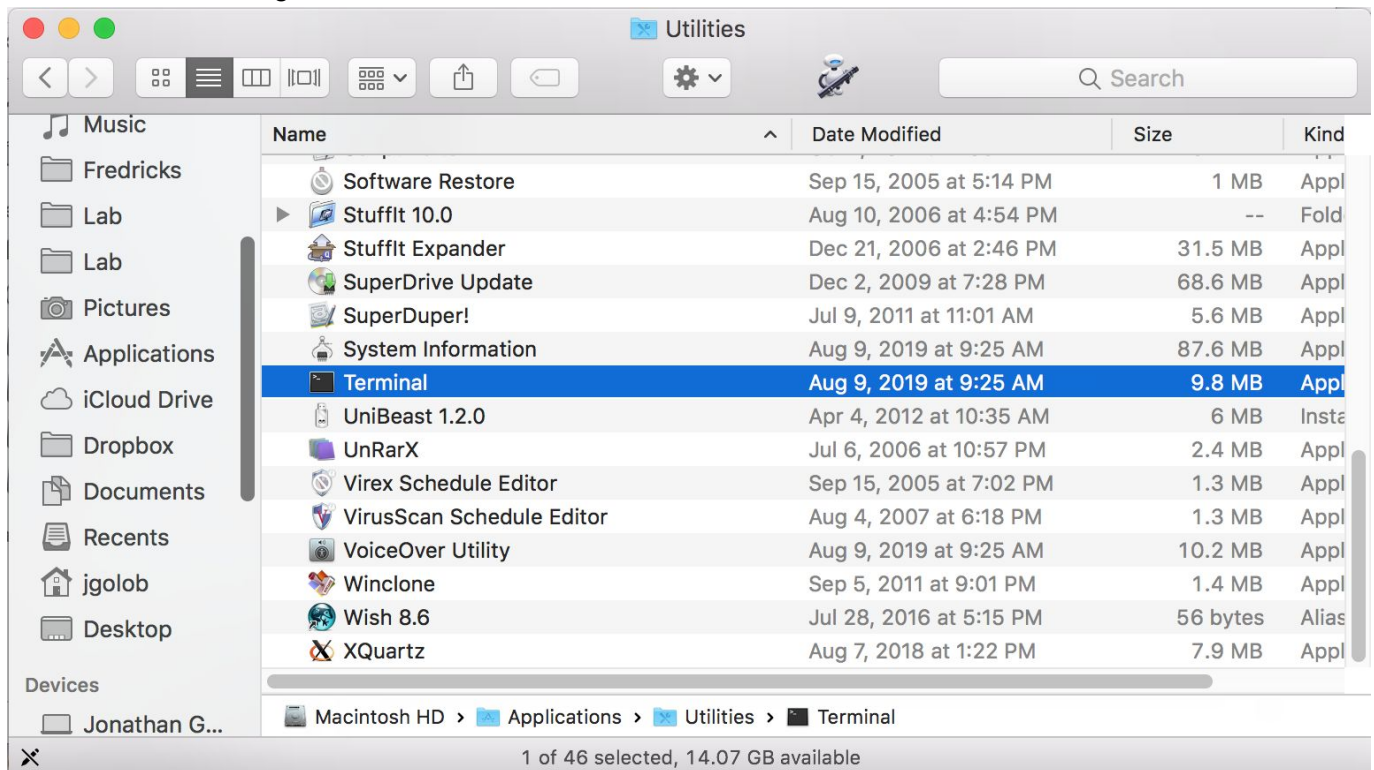 Utilities
Search
Music
Fredricks
Lab
Lab
Pictures
Applications
iCloud Drive
Dropbox
Documents
Recents
jgolob
Desktop
Devices
Jonathan G...
Name Date Modified Size Kind
Software Restore Sep 15, 2005 at 5:14 PM 1 MB Appl
StuffIt 10.0 Aug 10, 2006 at 4:54 PM -- Fold
StuffIt Expander Dec 21, 2006 at 2:46 PM 31.5 MB Appl
SuperDrive Update Dec 2, 2009 at 7:28 PM 68.6 MB Appl
SuperDuper! Jul 9, 2011 at 11:01 AM 5.6 MB Appl
System Information Aug 9, 2019 at 9:25 AM 87.6 MB Appl
Terminal Aug 9, 2019 at 9:25 AM 9.8 MB Appl
UniBeast 1.2.0 Apr 4, 2012 at 10:35 AM 6 MB Insta
UnRarX Jul 6, 2006 at 10:57 PM 2.4 MB Appl
Virex Schedule Editor Sep 15, 2005 at 7:02 PM 1.3 MB Appl
VirusScan Schedule Editor Aug 4, 2007 at 6:18 PM 1.3 MB Appl
VoiceOver Utility Aug 9, 2019 at 9:25 AM 10.2 MB Appl
Winclone Sep 5, 2011 at 9:01 PM 1.4 MB Appl
Wish 8.6 Jul 28, 2016 at 5:15 PM 56 bytes Alias
XQuartz Aug 7, 2018 at 1:22 PM 7.9 MB Appl
Macintosh HD › Applications › Utilities › Terminal
1 of 46 selected, 14.07 GB available